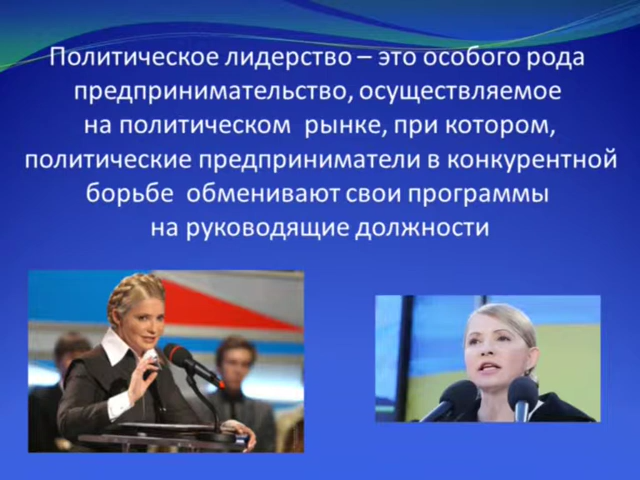 Политическое лидерство – это особого рода
предпринимательство, осуществляемое
на политическом рынке, при котором,
политические предприниматели в конкурентной
борьбе обменивают свои программы
на руководящие должности